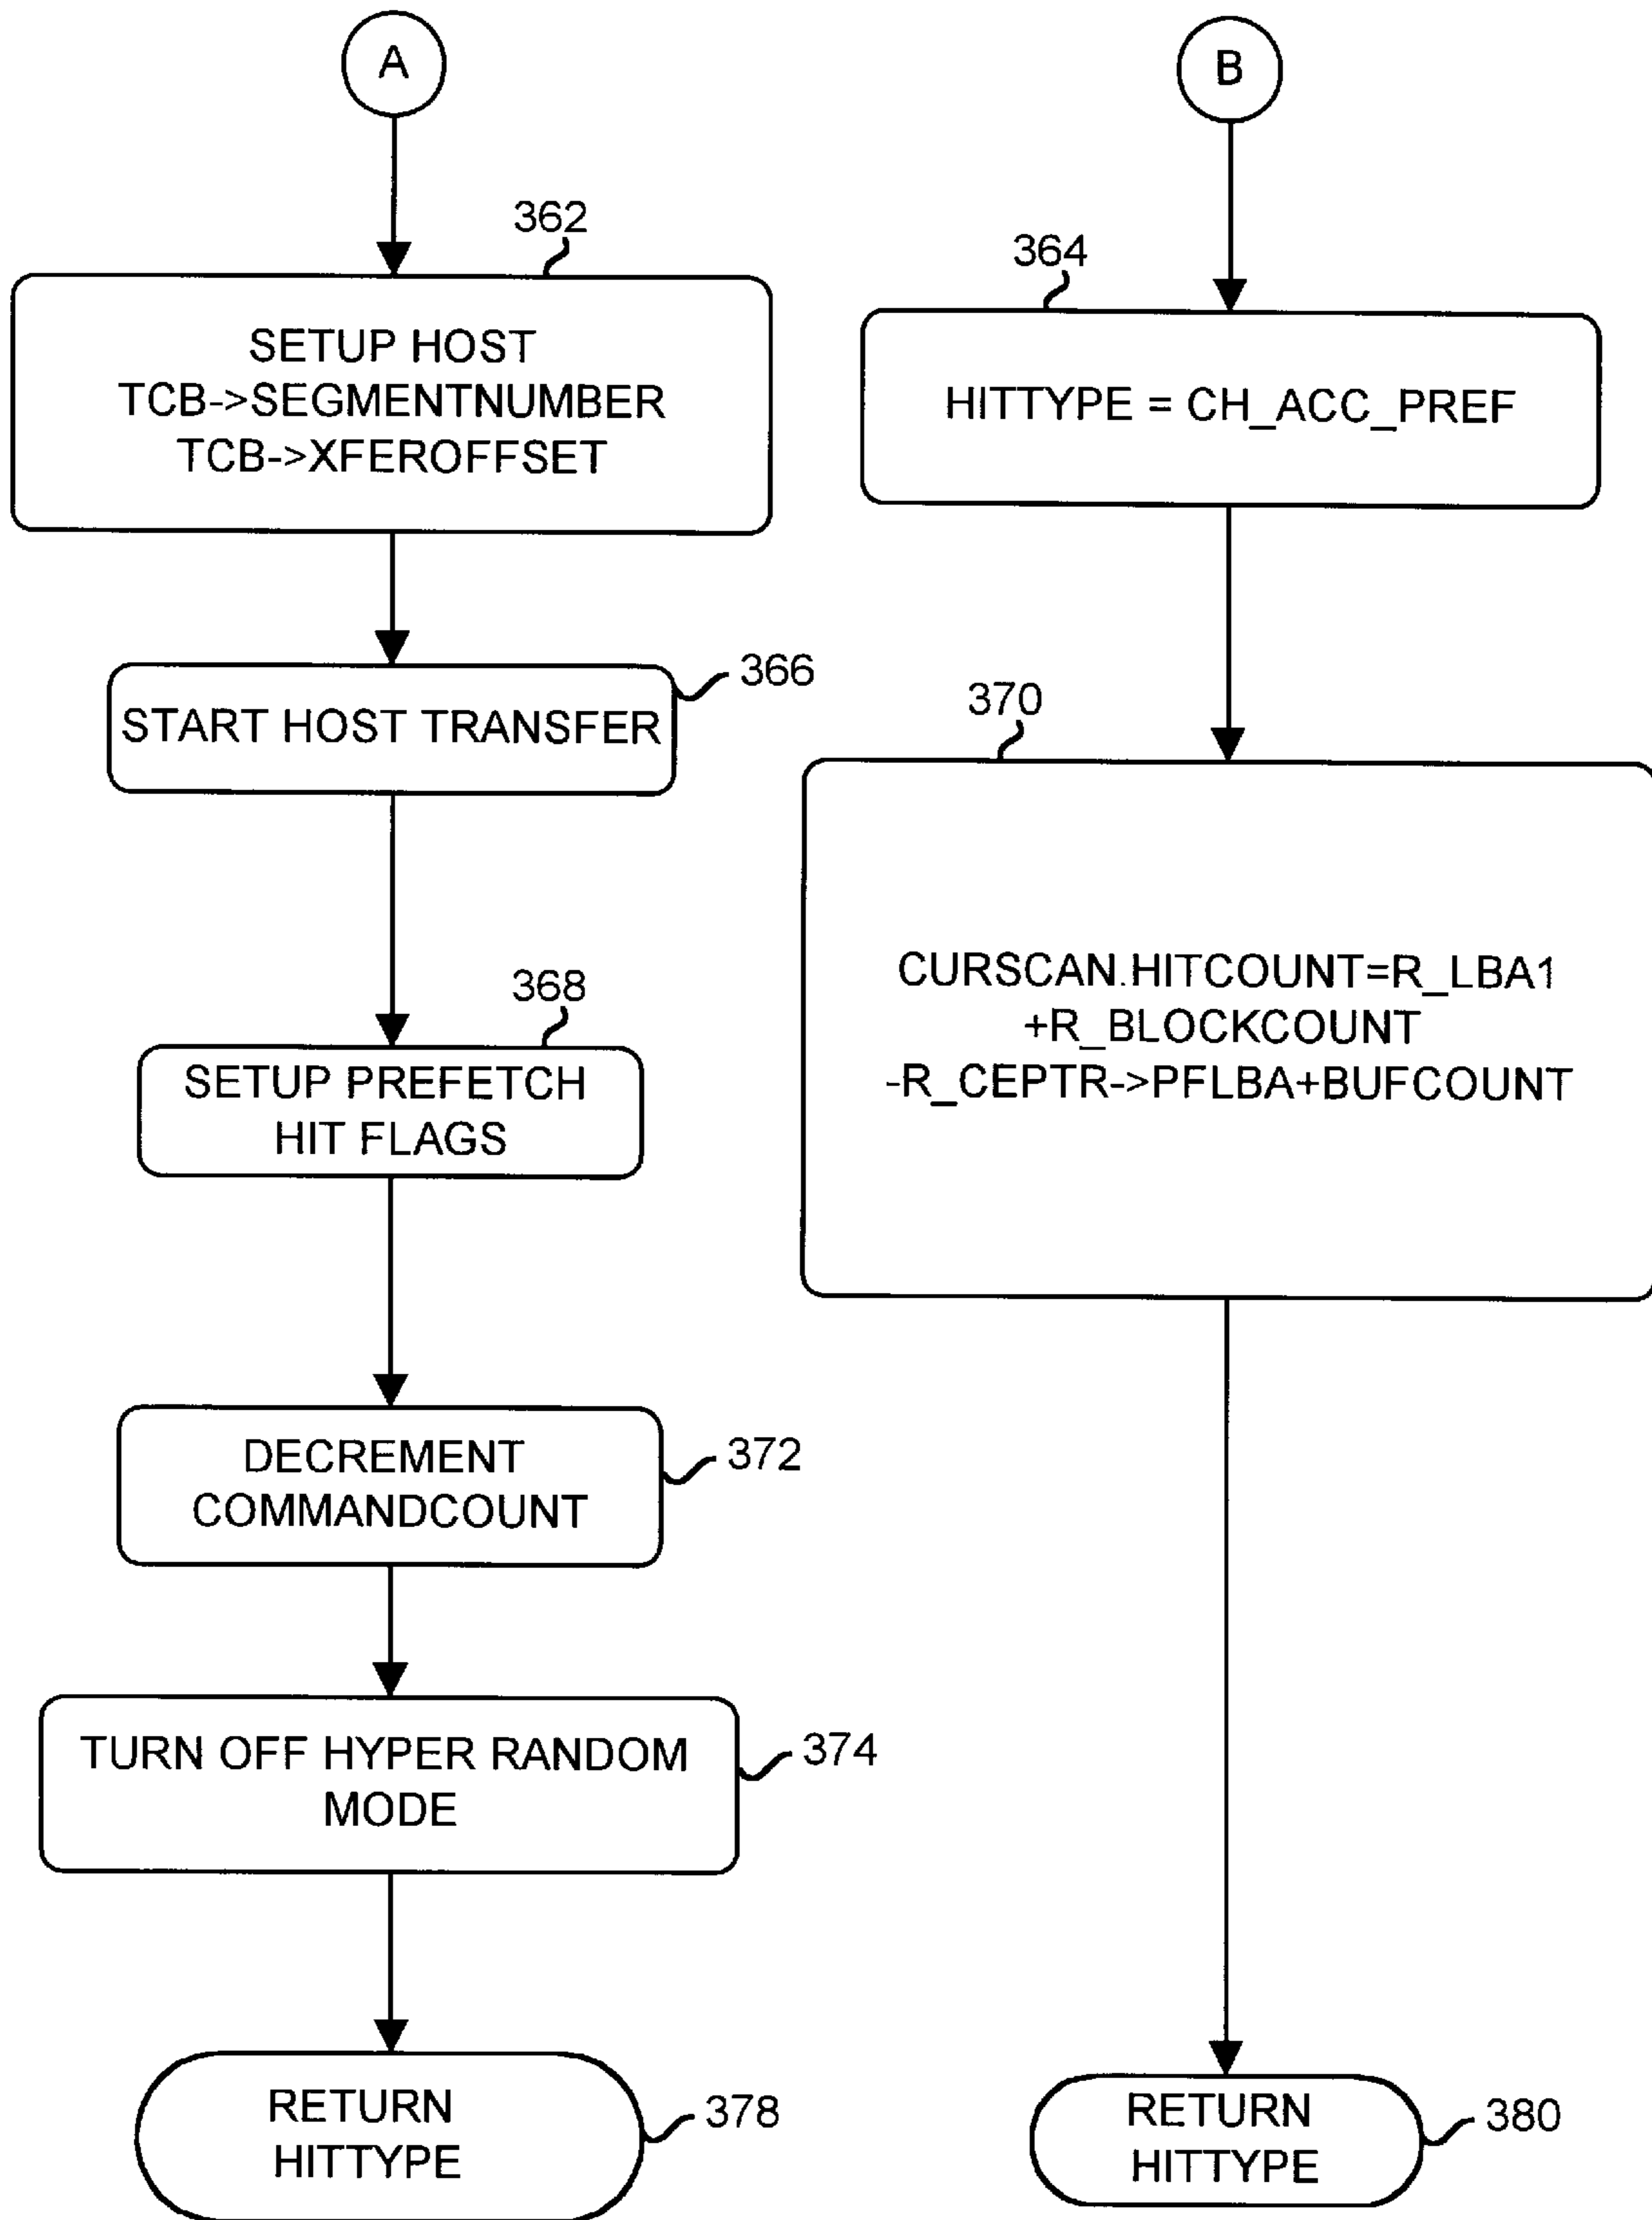 A
362
SETUP HOST
TCB->SEGMENTNUMBER
TCB->XFEROFFSET
366
START HOST TRANSFER
368
SETUP PREFETCH
HIT FLAGS
372
DECREMENT
COMMANDCOUNT
374
TURN OFF HYPER RANDOM
MODE
378
RETURN
HITTYPE
B
364
HITTYPE = CH_ACC_PREF
370
CURSCAN.HITCOUNT=R_LBA1
+R_BLOCKCOUNT
-R_CEPTR->PFLBA+BUFCOUNT
380
RETURN
HITTYPE